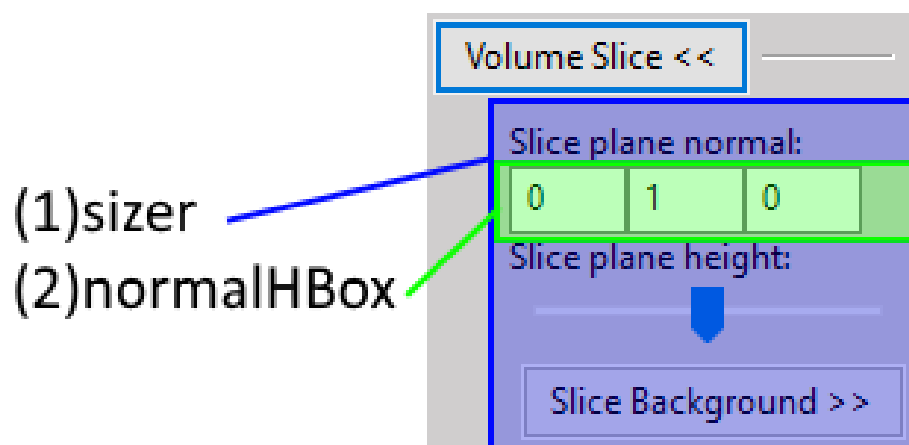 Volume Slice <<
Slice plane normal:
(1)sizer
0 1 0
(2)normalHBox
Slice plane height:
Slice Background >>